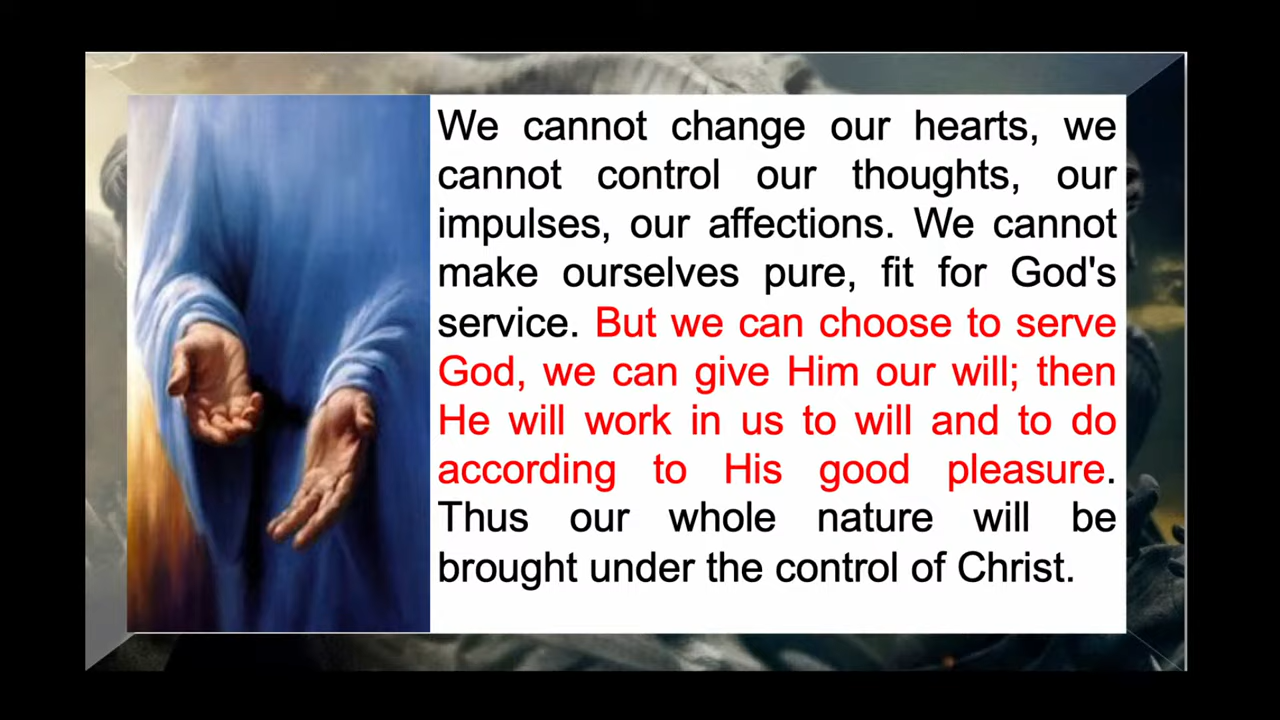 We cannot change our hearts, we
cannot control our thoughts, our
impulses, our affections. We cannot
make ourselves pure, fit for God's
service. But we can choose to serve
God, we can give Him our will; then
He will work in us to will and to do
according to His good pleasure.
Thus our whole nature will be
brought under the control of Christ.